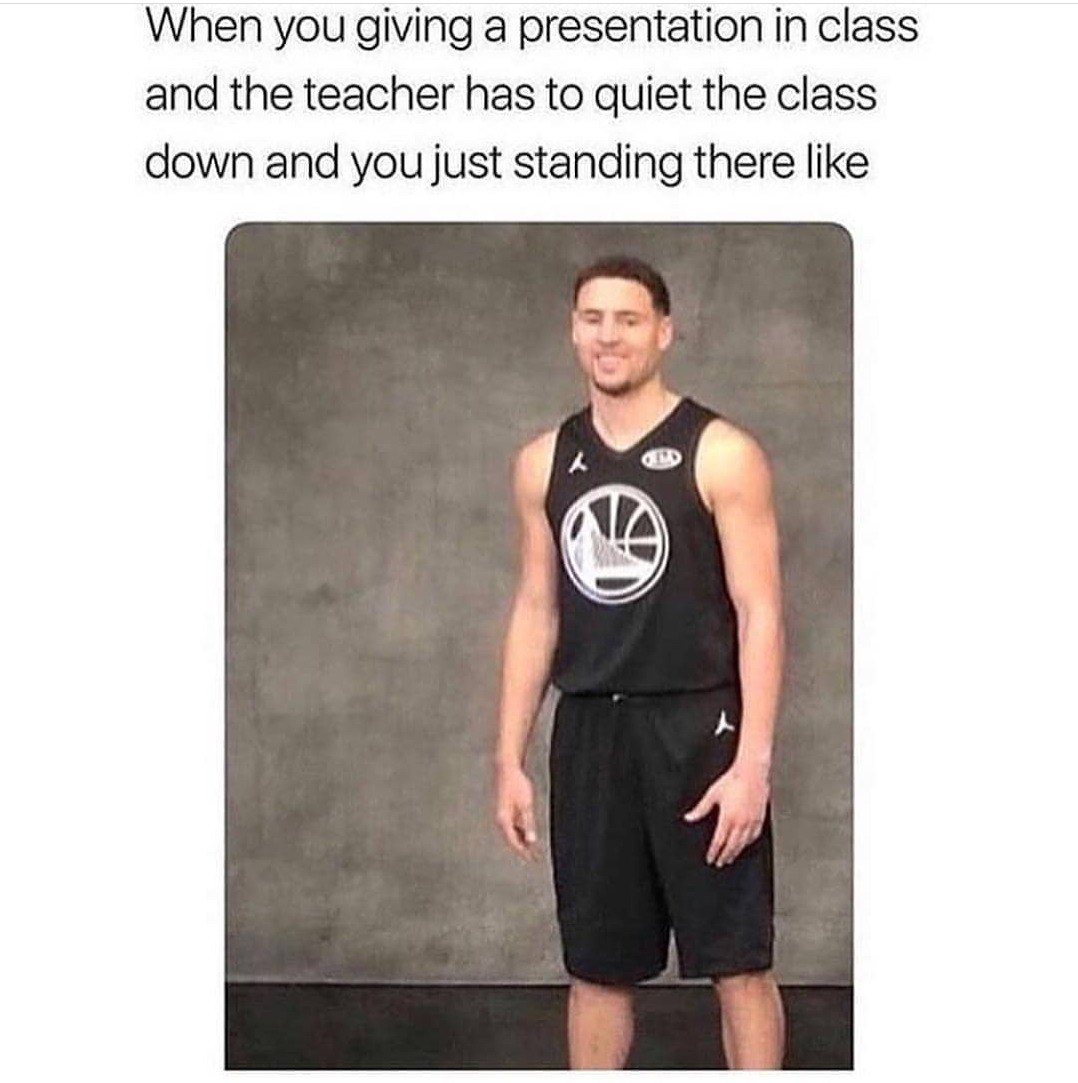 When you giving a presentation in class
and the teacher has to quiet the class
down and you just standing there like
KIA